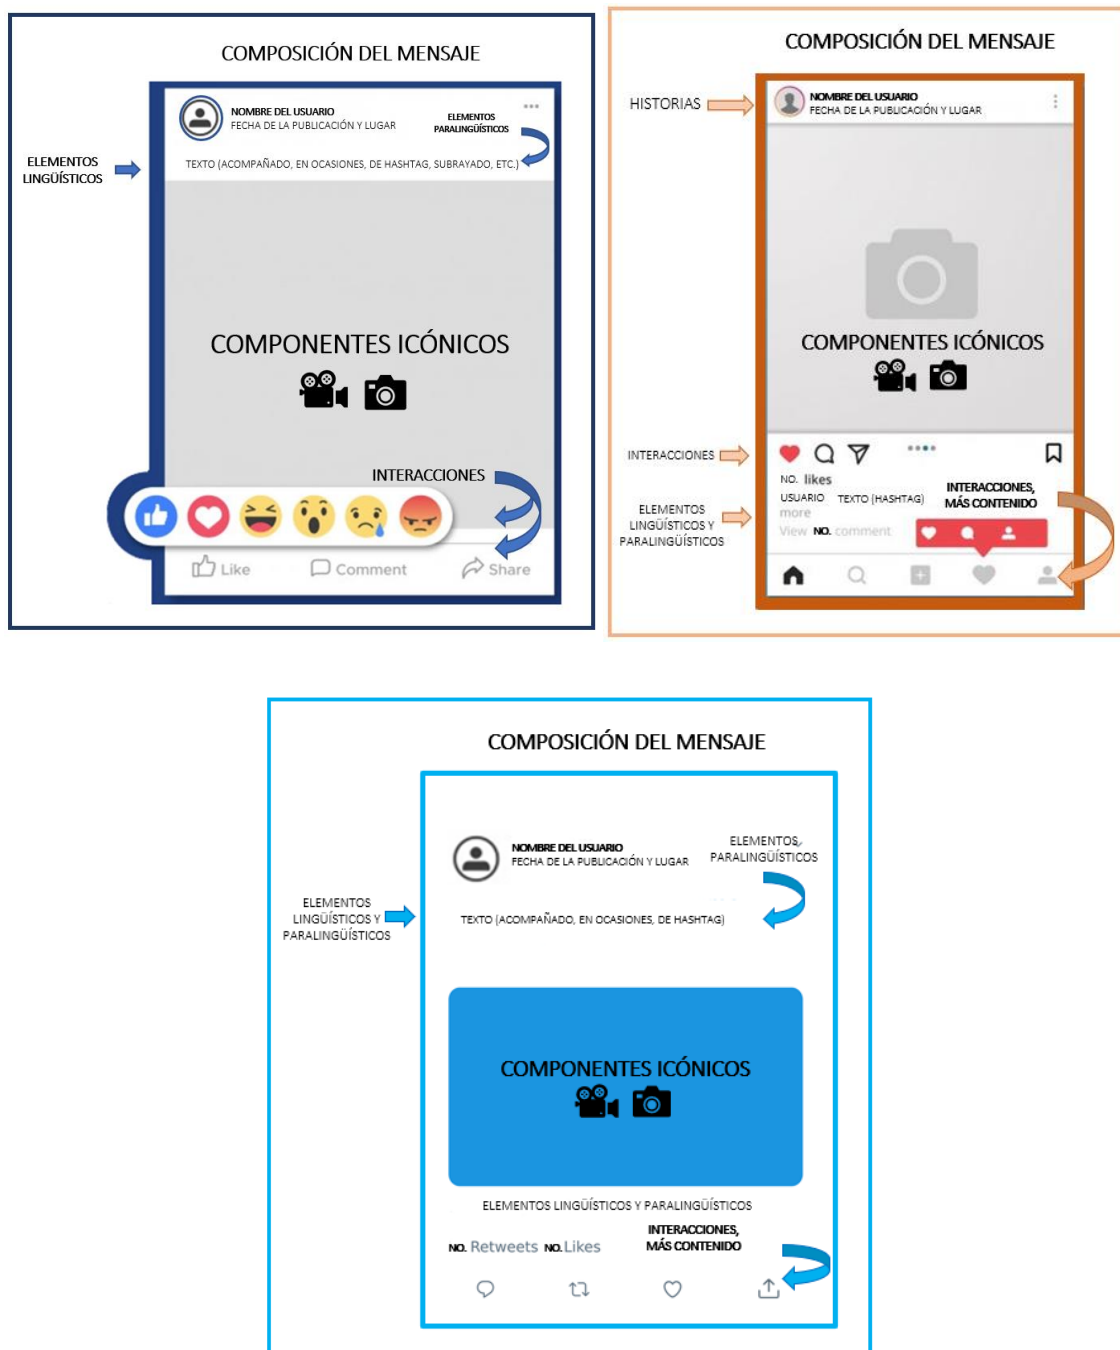 COMPOSICIÓN DEL MENSAJE
NOMBRE DEL USUARIO
FECHA DE LA PUBLICACIÓN Y LUGAR
ELEMENTOS
PARALINGÜÍSTICOS
ELEMENTOS
LINGÜÍSTICOS
TEXTO (ACOMPAÑADO, EN OCASIONES, DE HASHTAG, SUBRAYADO, ETC.)
COMPONENTES ICÓNICOS
INTERACCIONES
Like
Comment
Share
COMPOSICIÓN DEL MENSAJE
HISTORIAS
NOMBRE DEL USUARIO
FECHA DE LA PUBLICACIÓN Y LUGAR
COMPONENTES ICÓNICOS
INTERACCIONES
NO. likes
USUARIO TEXTO (HASHTAG)
more
View NO. comment
INTERACCIONES,
MÁS CONTENIDO
ELEMENTOS
LINGÜÍSTICOS Y
PARALINGÜÍSTICOS
COMPOSICIÓN DEL MENSAJE
NOMBRE DEL USUARIO
FECHA DE LA PUBLICACIÓN Y LUGAR
ELEMENTOS
PARALINGÜÍSTICOS
ELEMENTOS
LINGÜÍSTICOS Y
PARALINGÜÍSTICOS
TEXTO (ACOMPAÑADO, EN OCASIONES, DE HASHTAG)
COMPONENTES ICÓNICOS
ELEMENTOS LINGÜÍSTICOS Y PARALINGÜÍSTICOS
NO. Retweets NO. Likes
INTERACCIONES,
MÁS CONTENIDO